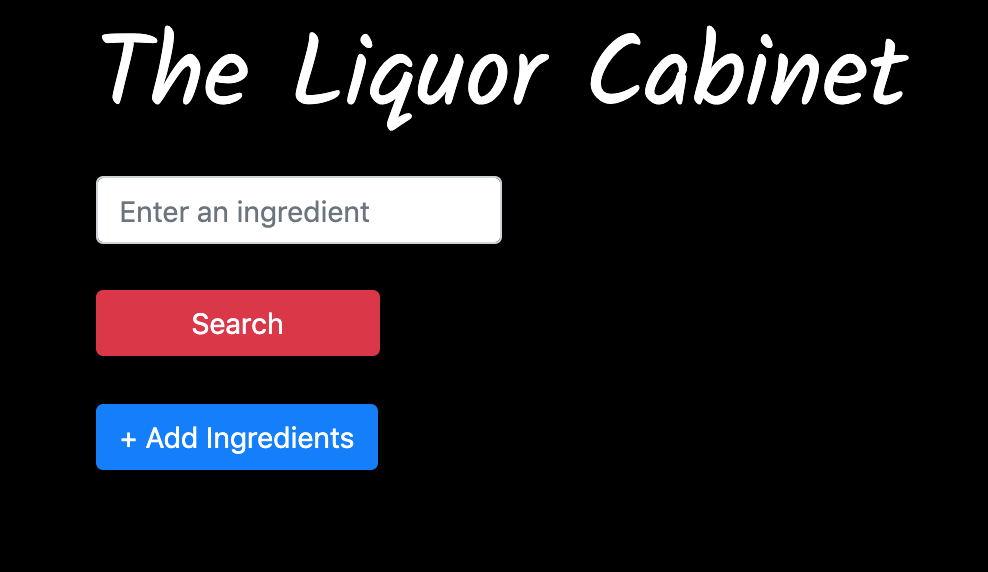 The Liquor Cabinet
Enter an ingredient
Search
+ Add Ingredients